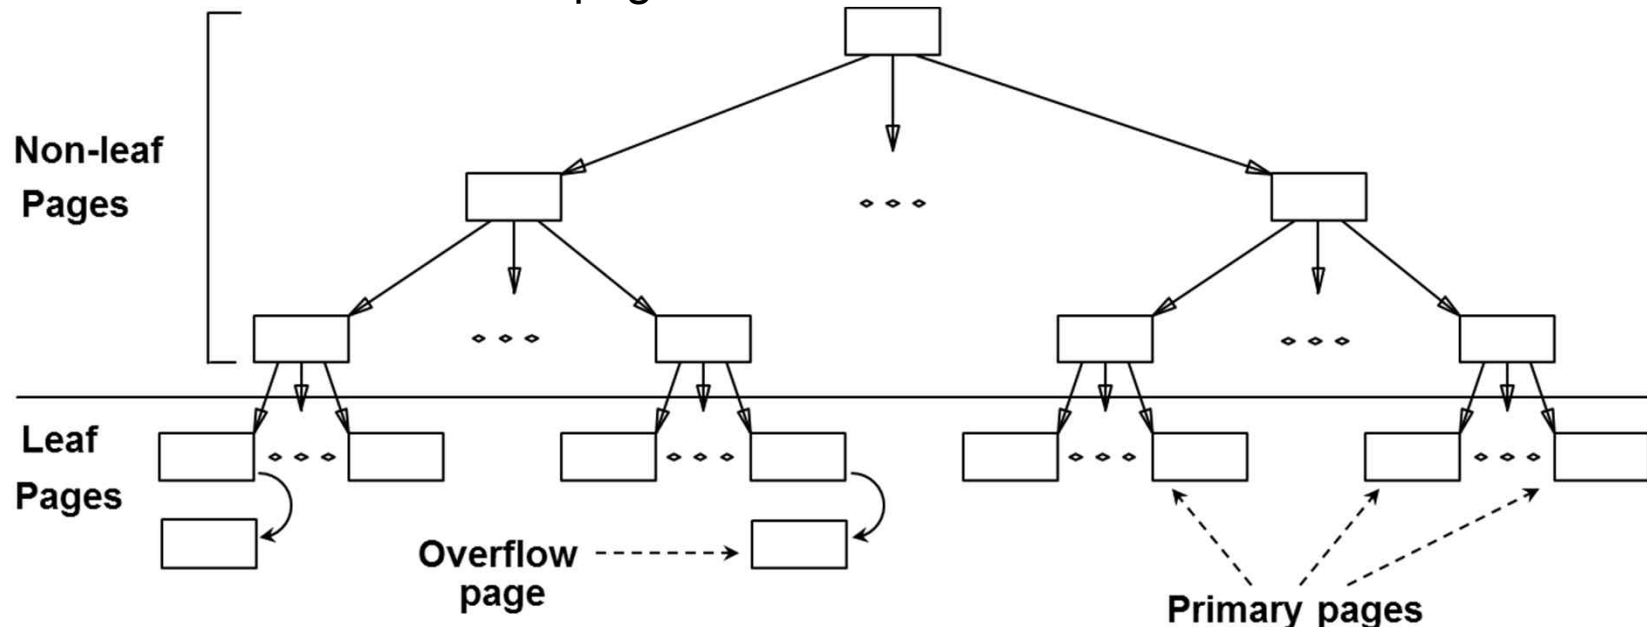 Non-leaf
Pages
Leaf
Pages
Overflow
page
Primary pages